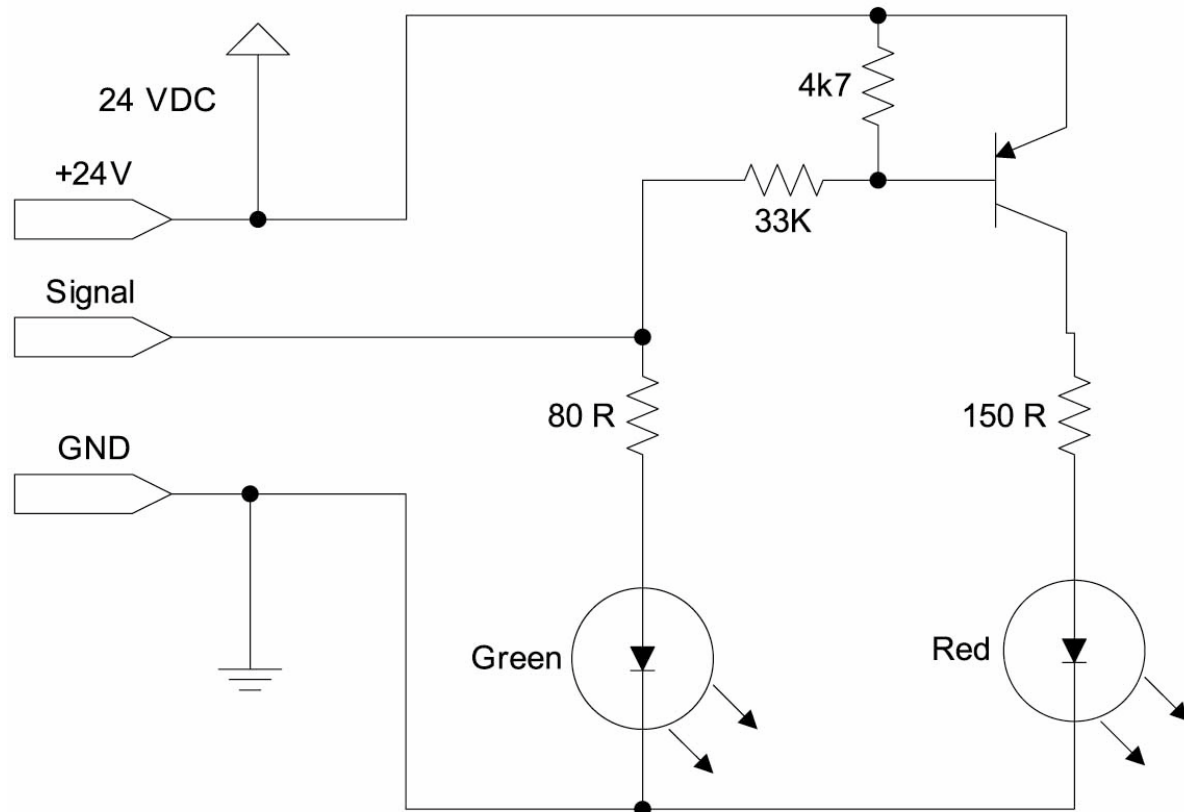 4k7
24 VDC
+24V
33K
Signal
80 R
150 R
GND
Green
Red